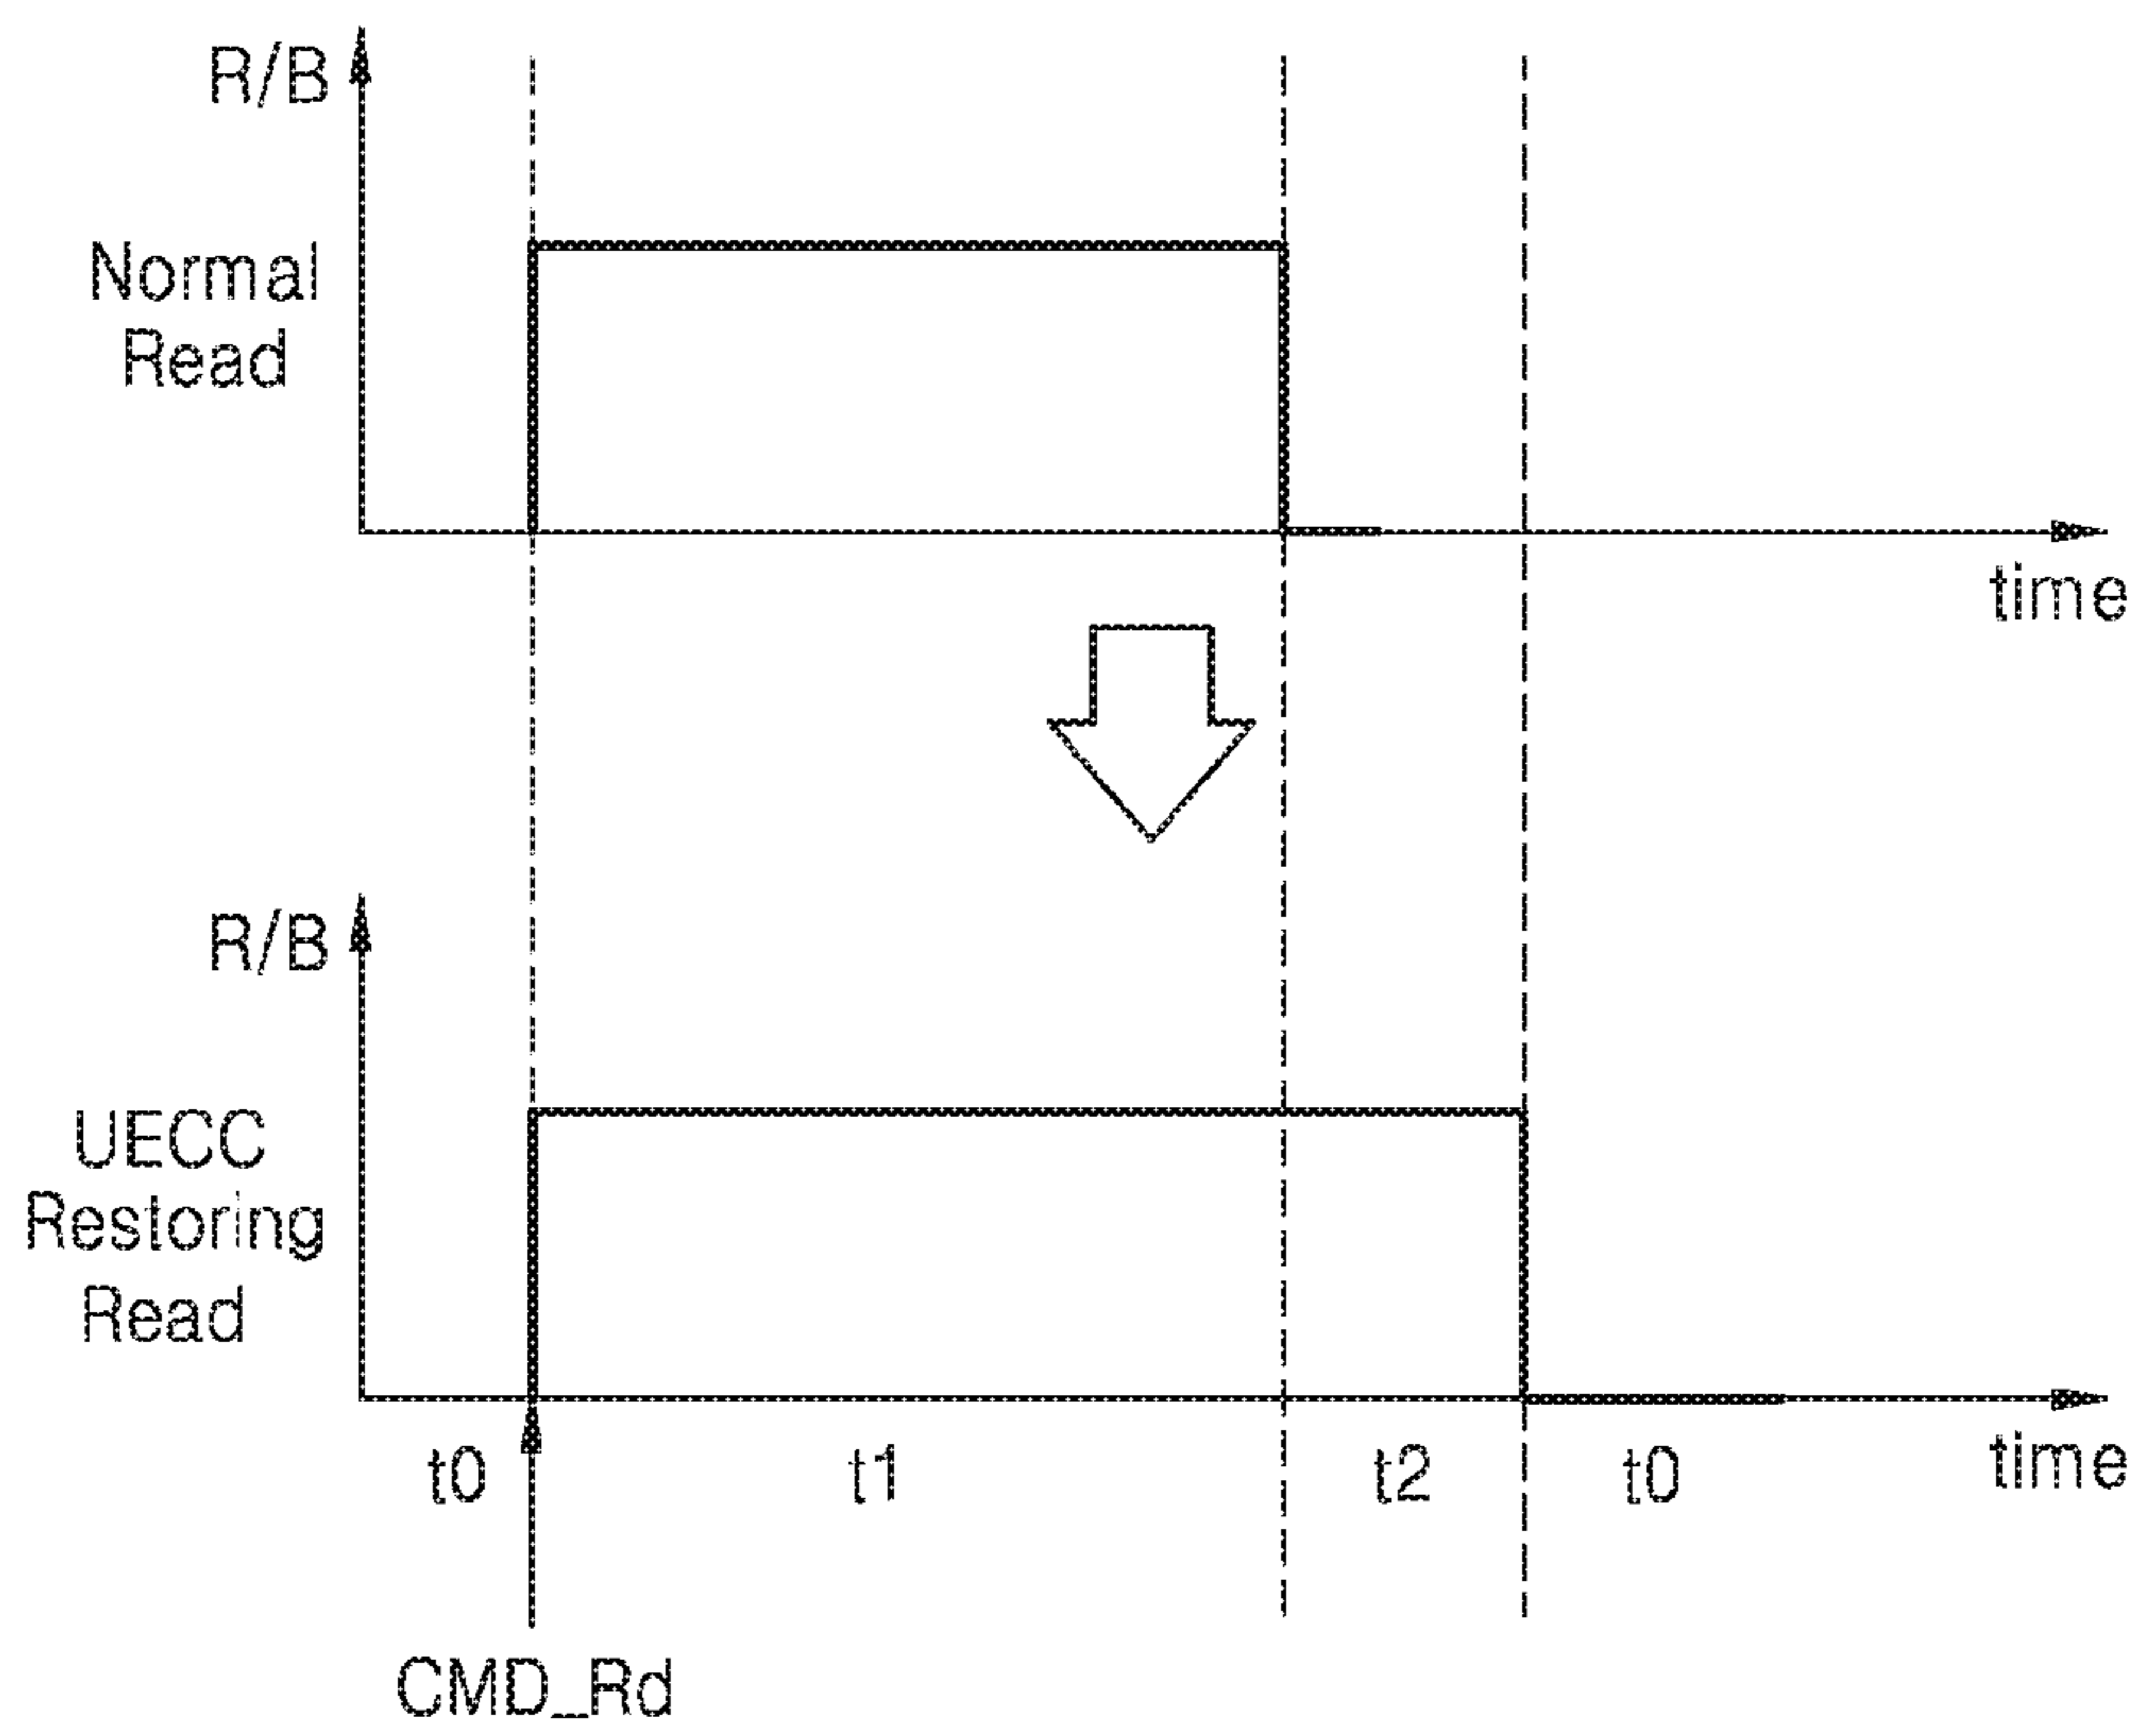 R/B
Normal
Read
time
R/B
UECC
Restoring
Read
t0 t1 t2 t0 time
CMD_Rd